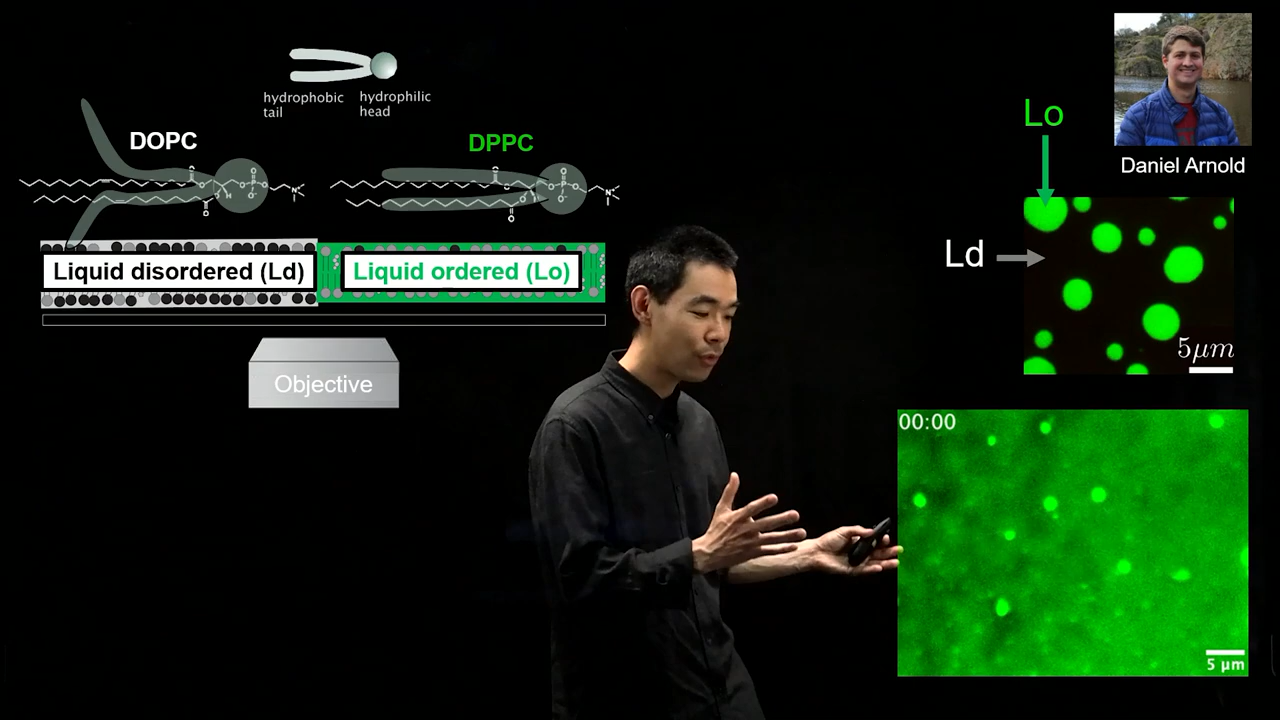 hydrophobic
tail
hydrophilic
head
DOPC
DPPC
Liquid disordered (Ld)
Liquid ordered (Lo)
Objective
Daniel Arnold
Lo
Ld
5μm
00:00
5 μm